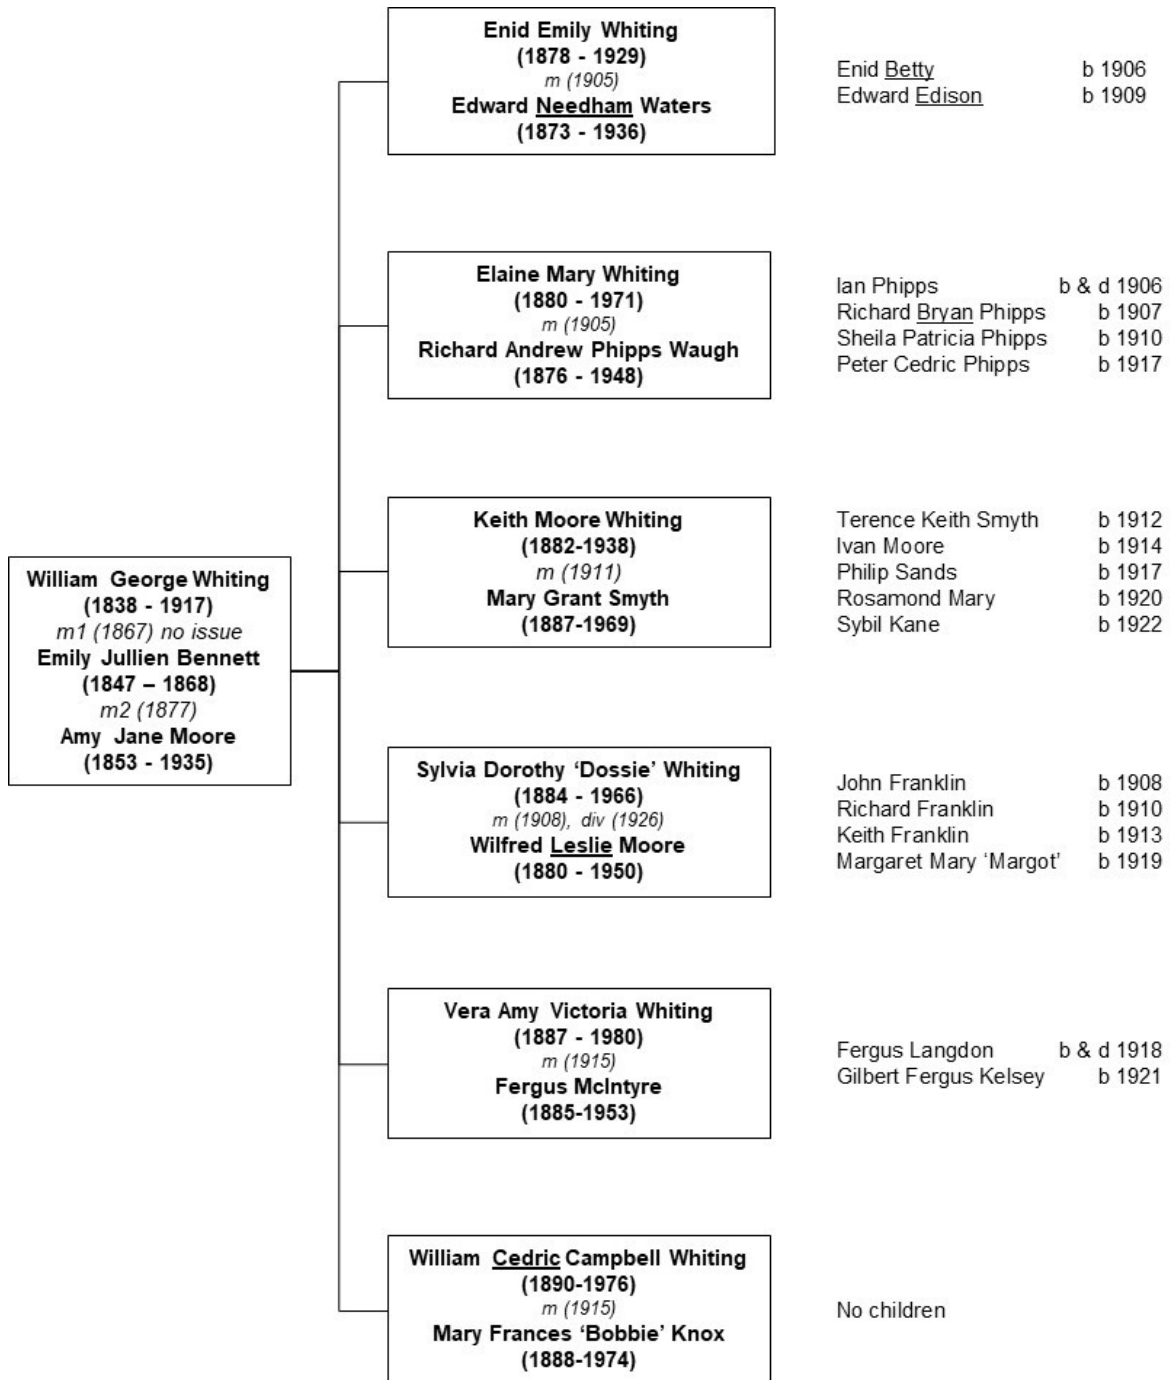 Enid Emily Whiting
(1878 - 1929)
m (1905)
Edward Needham Waters
(1873 - 1936)
Enid Betty b 1906
Edward Edison b 1909
Elaine Mary Whiting
(1880 - 1971)
m (1905)
Richard Andrew Phipps Waugh
(1876 - 1948)
Ian Phipps b & d 1906
Richard Bryan Phipps b 1907
Sheila Patricia Phipps b 1910
Peter Cedric Phipps b 1917
Keith Moore Whiting
(1882-1938)
m (1911)
Mary Grant Smyth
(1887-1969)
Terence Keith Smyth b 1912
Ivan Moore b 1914
Philip Sands b 1917
Rosamond Mary b 1920
Sybil Kane b 1922
William George Whiting
(1838 - 1917)
m1 (1867) no issue
Emily Jullien Bennett
(1847 – 1868)
m2 (1877)
Amy Jane Moore
(1853 - 1935)
Sylvia Dorothy ‘Dossie’ Whiting
(1884 - 1966)
m (1908), div (1926)
Wilfred Leslie Moore
(1880 - 1950)
John Franklin b 1908
Richard Franklin b 1910
Keith Franklin b 1913
Margaret Mary ‘Margot’ b 1919
Vera Amy Victoria Whiting
(1887 - 1980)
m (1915)
Fergus McIntyre
(1885-1953)
Fergus Langdon b & d 1918
Gilbert Fergus Kelsey b 1921
William Cedric Campbell Whiting
(1890-1976)
m (1915)
Mary Frances ‘Bobbie’ Knox
(1888-1974)
No children